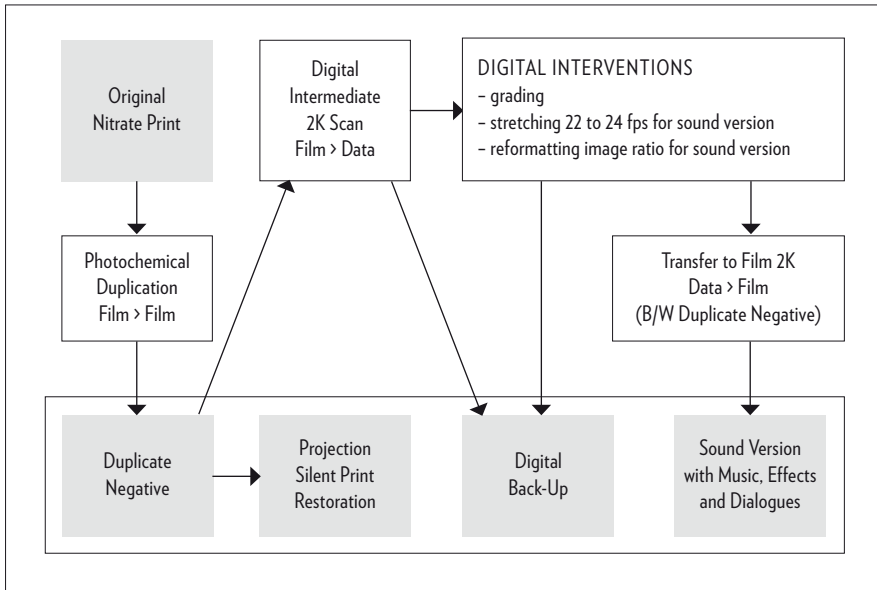 Original
Nitrate Print
Digital
Intermediate
2K Scan
Film > Data
DIGITAL INTERVENTIONS
– grading
– stretching 22 to 24 fps for sound version
– reformatting image ratio for sound version
Photochemical
Duplication
Film > Film
Transfer to Film 2K
Data > Film
(B/W Duplicate Negative)
Duplicate
Negative
Projection
Silent Print
Restoration
Digital
Back-Up
Sound Version
with Music, Effects
and Dialogues